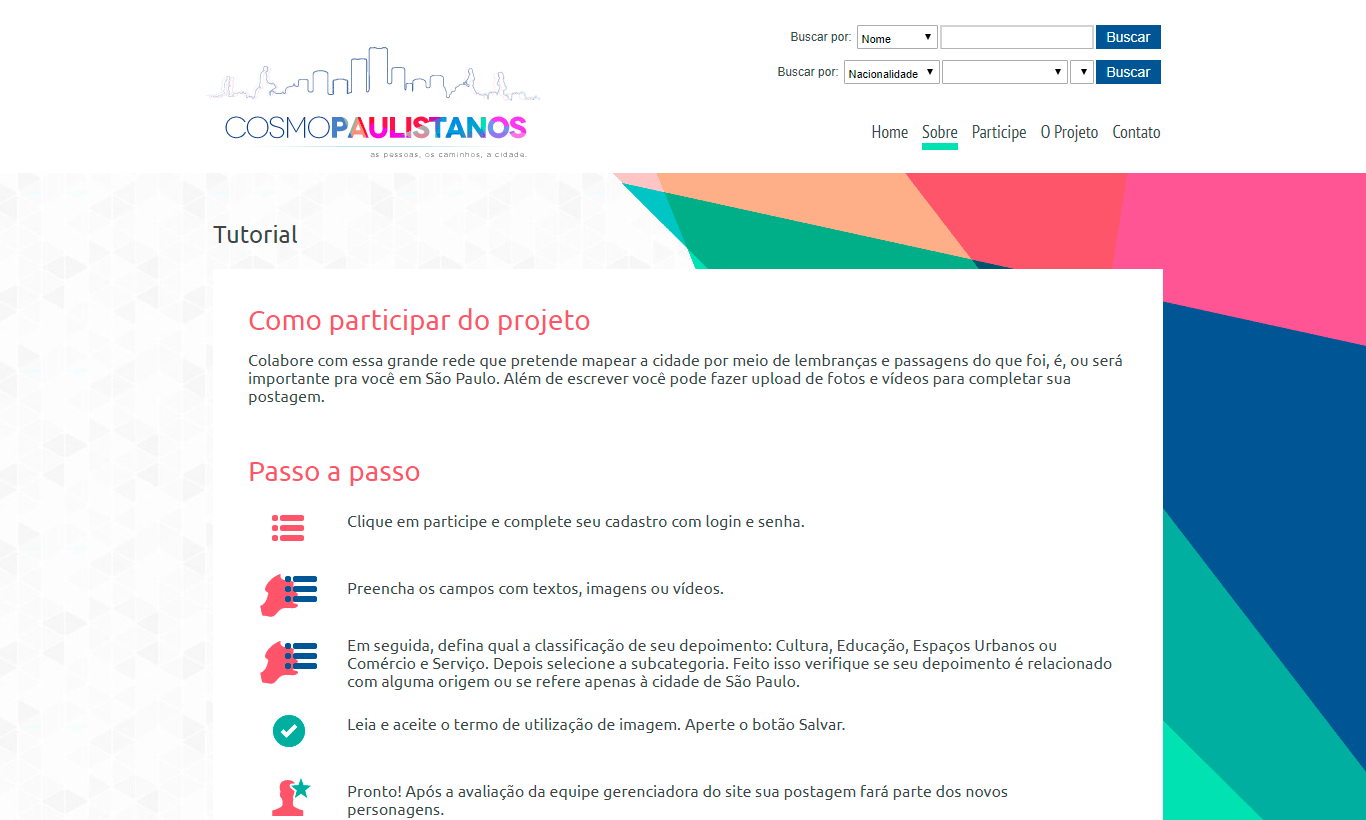 Buscar por: Nome Buscar
Buscar por: Nacionalidade Buscar
COSMOPAULISTANOS
as pessoas, os caminhos, a cidade.
Home Sobre Participe O Projeto Contato
Tutorial
Como participar do projeto
Colabore com essa grande rede que pretende mapear a cidade por meio de lembranças e passagens do que foi, é, ou será
importante pra você em São Paulo. Além de escrever você pode fazer upload de fotos e vídeos para completar sua
postagem.
Passo a passo
Clique em participe e complete seu cadastro com login e senha.
Preencha os campos com textos, imagens ou vídeos.
Em seguida, defina qual a classificação de seu depoimento: Cultura, Educação, Espaços Urbanos ou
Comércio e Serviço. Depois selecione a subcategoria. Feito isso verifique se seu depoimento é relacionado
com alguma origem ou se refere apenas à cidade de São Paulo.
Leia e aceite o termo de utilização de imagem. Aperte o botão Salvar.
Pronto! Após a avaliação da equipe gerenciadora do site sua postagem fará parte dos novos
personagens.